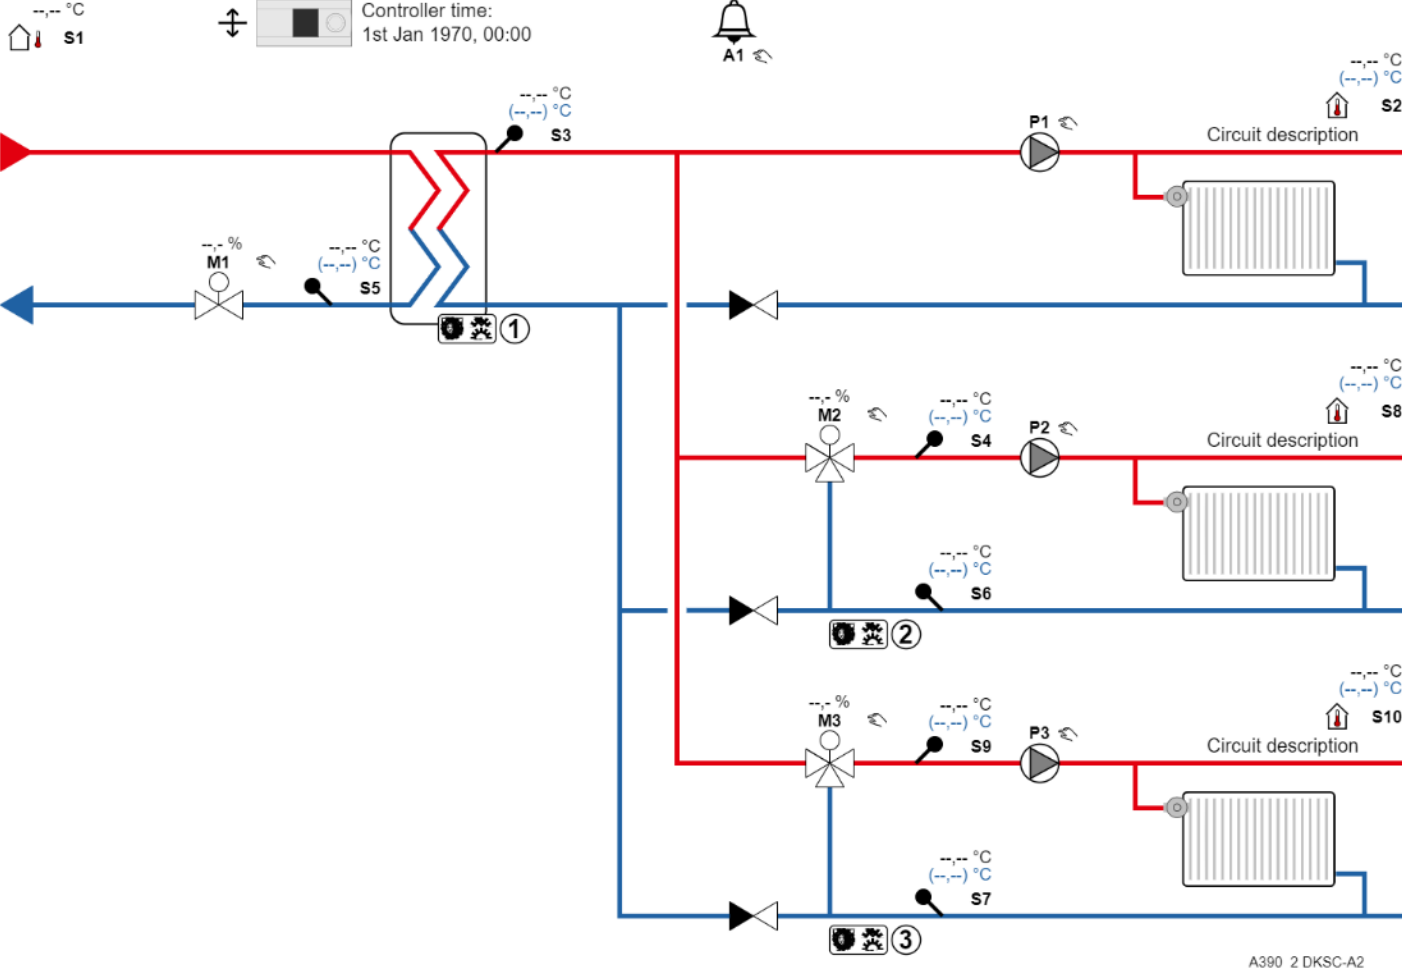 --,-- °C
S1
Controller time:
1st Jan 1970, 00:00
A1
--,-- °C
(--,--) °C
S2
Circuit description
--,-- °C
(--,--) °C
S3
P1
--,- %
M1
--,-- °C
(--,--) °C
S5
1
--,-- °C
(--,--) °C
S8
Circuit description
--,- %
M2
--,-- °C
(--,--) °C
S4
P2
--,-- °C
(--,--) °C
S6
2
--,-- °C
(--,--) °C
S10
Circuit description
--,- %
M3
--,-- °C
(--,--) °C
S9
P3
--,-- °C
(--,--) °C
S7
3
A390 2 DKSC-A2